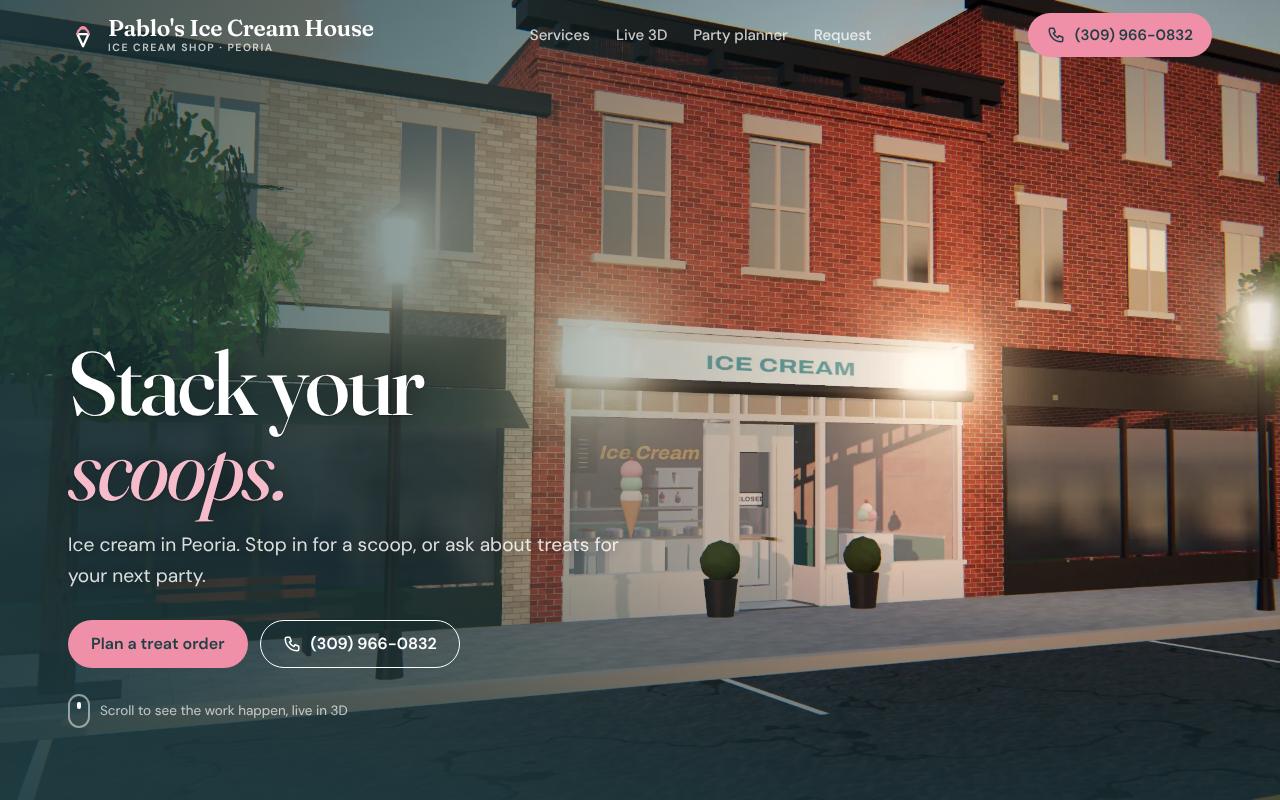 Pablo's Ice Cream House
ICE CREAM SHOP · PEORIA
Services
Live 3D
Party planner
Request
(309) 966-0832
ICE CREAM
Ice Cream
CLOSED
Stack your
scoops.
Ice cream in Peoria. Stop in for a scoop, or ask about treats for
your next party.
Plan a treat order
(309) 966-0832
Scroll to see the work happen, live in 3D